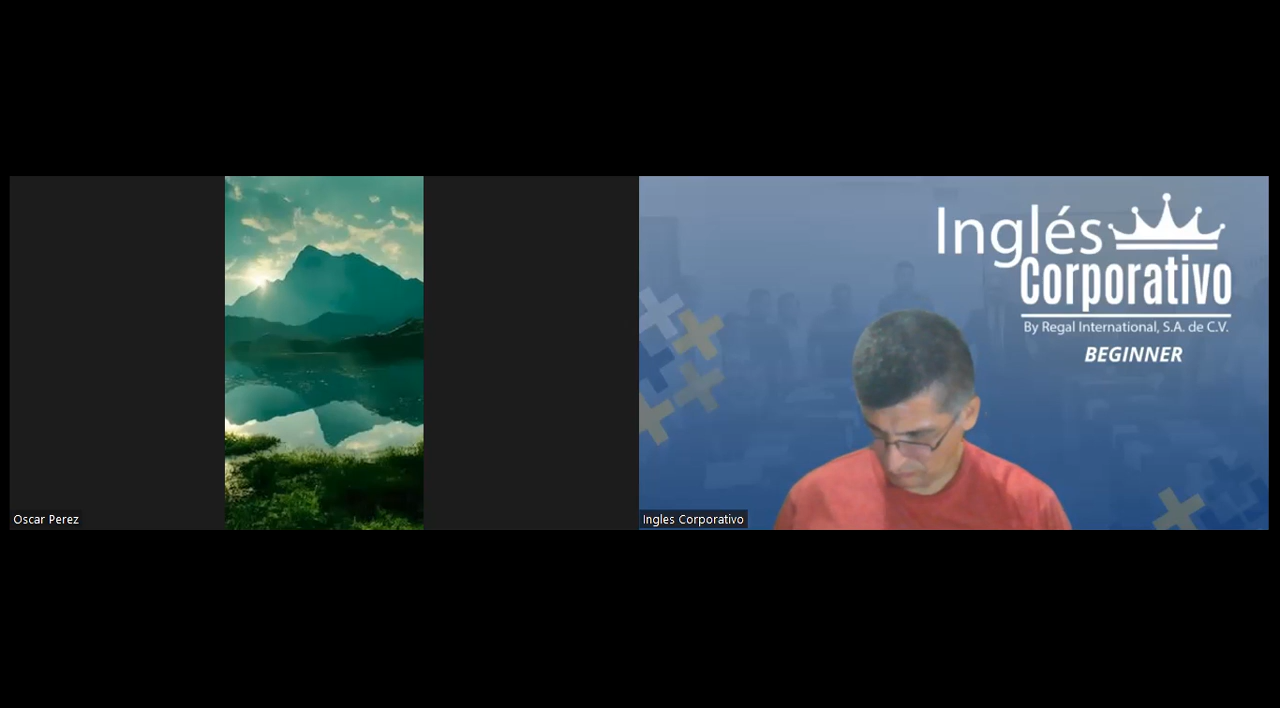 Inglés
Corporativo
By Regal International, S.A. de C.V.
BEGINNER
Oscar Perez
Ingles Corporativo